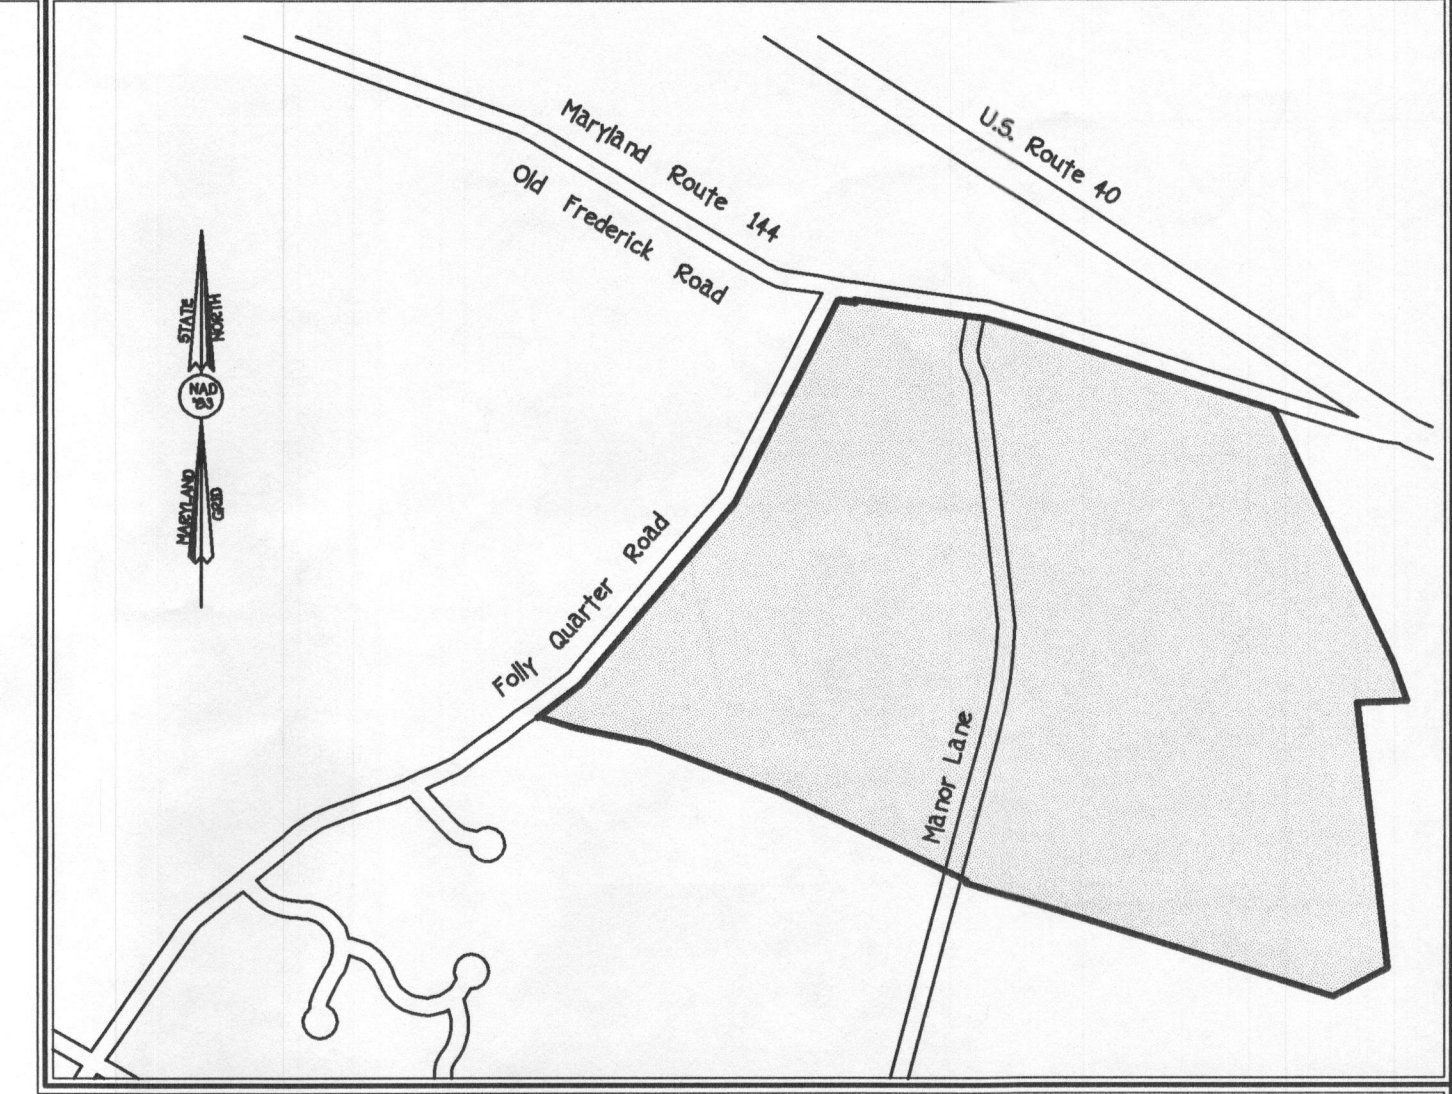 U.S. Route 40
Maryland Route 144
Old Frederick Road
STATE
NORTH
NAD
'83
MARYLAND
GRID
Folly Quarter Road
Manor Lane